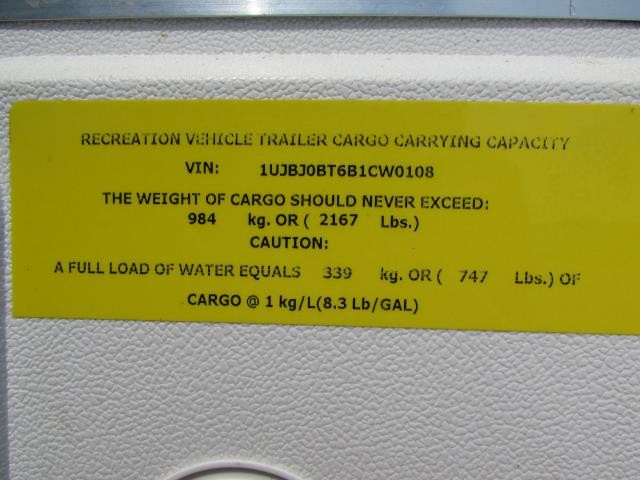 RECREATION VEHICLE TRAILER CARGO CARRYING CAPACITY
VIN: 1UJBJ0BT6B1CW0108
THE WEIGHT OF CARGO SHOULD NEVER EXCEED:
984 kg. OR ( 2167 Lbs.)
CAUTION:
A FULL LOAD OF WATER EQUALS 339 kg. OR ( 747 Lbs.) OF
CARGO @ 1 kg/L(8.3 Lb/GAL)